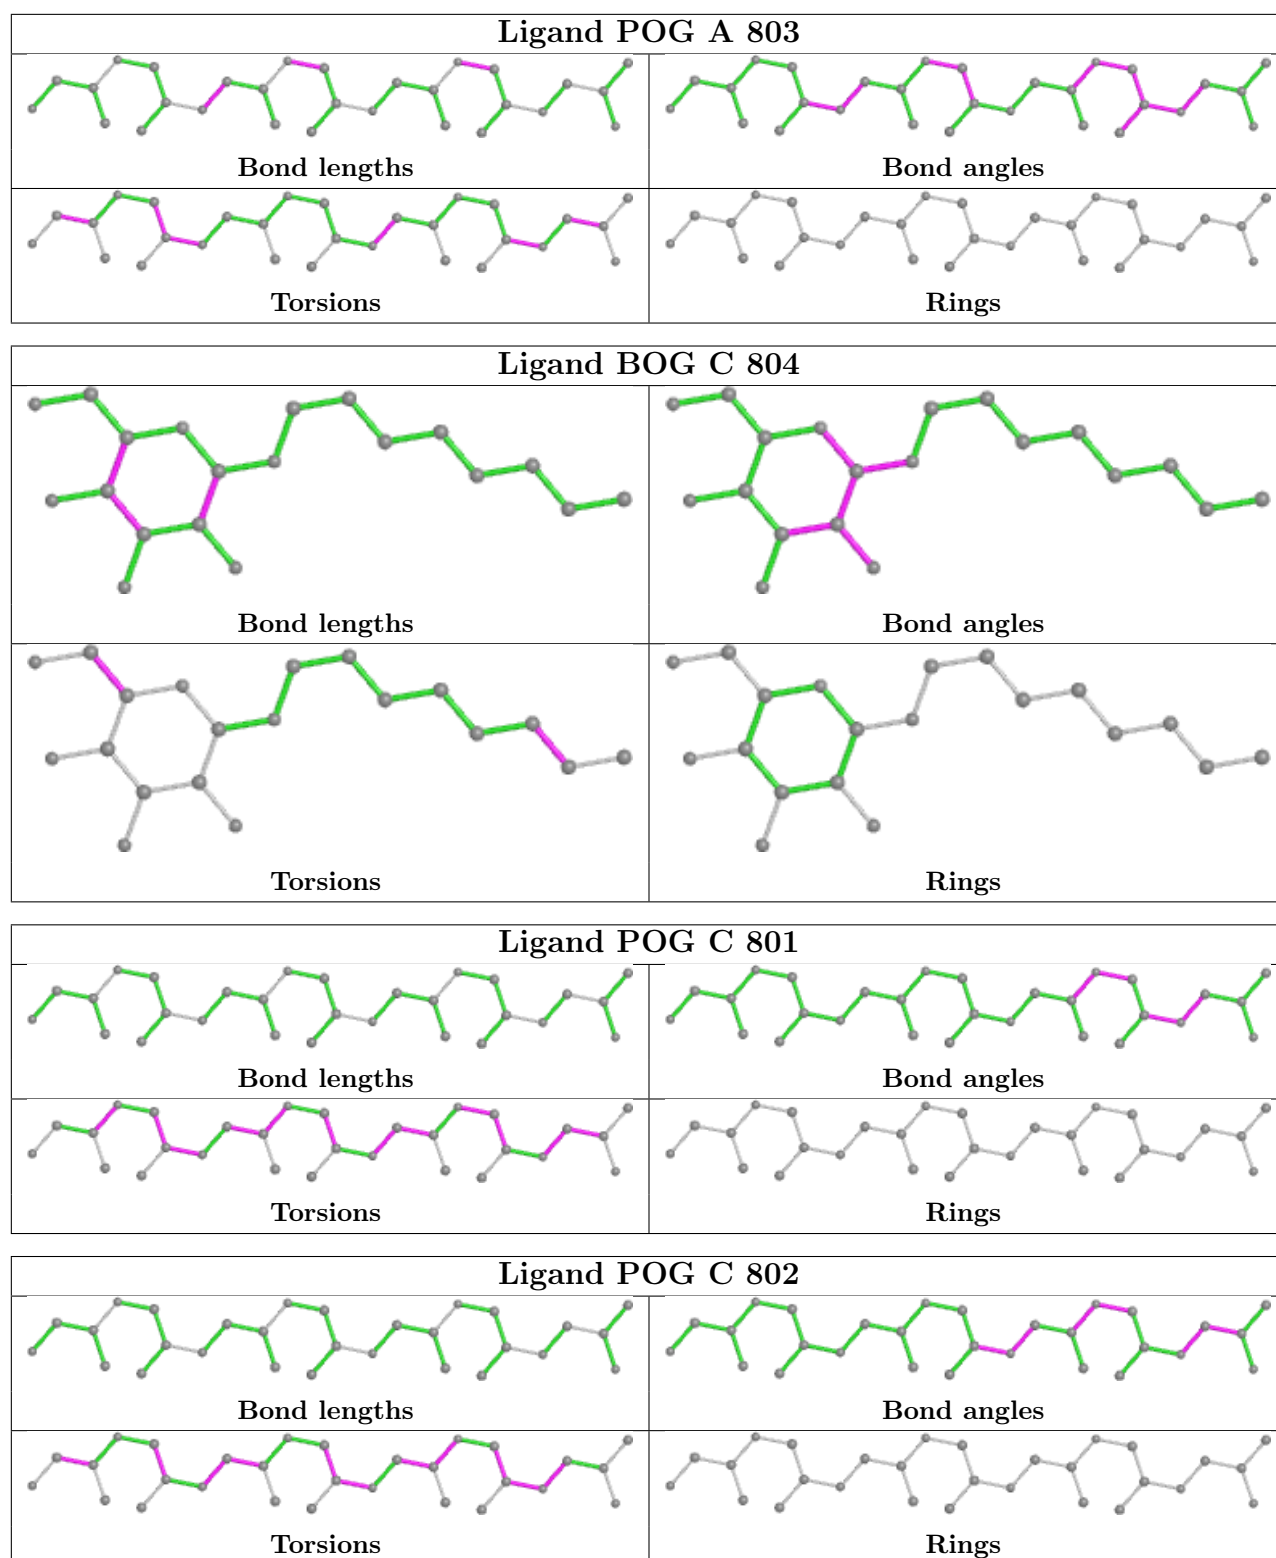 Ligand POG A 803
Bond lengths
Bond angles
Torsions
Rings
Ligand BOG C 804
Bond lengths
Bond angles
Torsions
Rings
Ligand POG C 801
Bond lengths
Bond angles
Torsions
Rings
Ligand POG C 802
Bond lengths
Bond angles
Torsions
Rings